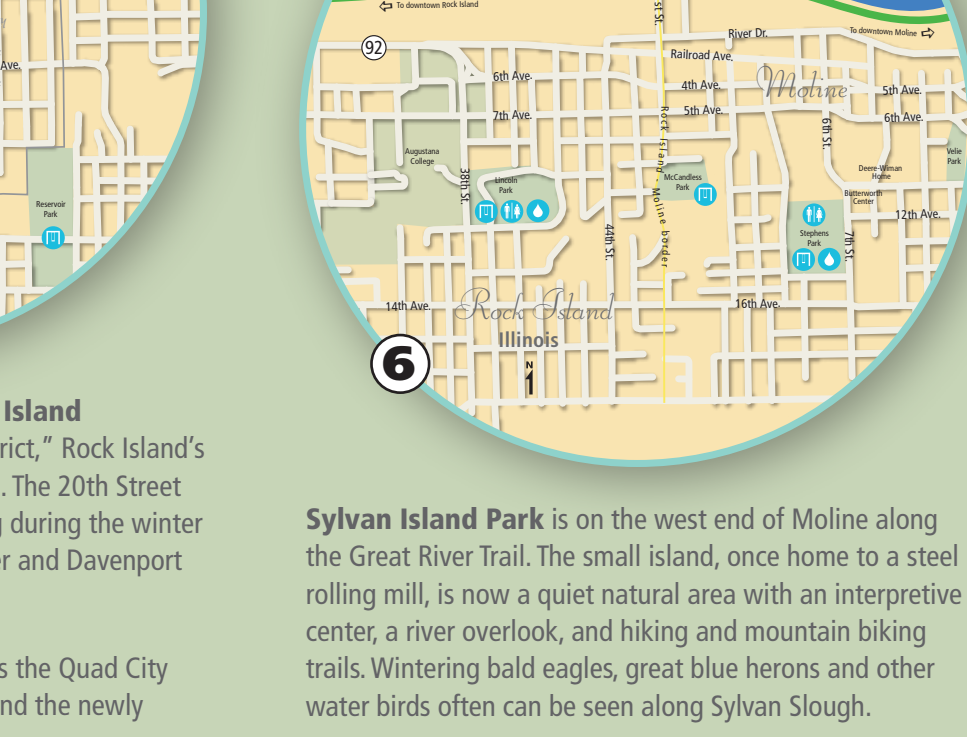 Ave.
Reservoir
Park
Island
rict,” Rock Island’s
. The 20th Street
g during the winter
er and Davenport
s the Quad City
nd the newly
To downtown Rock Island
st St.
River Dr.
To downtown Moline
92
Railroad Ave.
6th Ave.
4th Ave.
Moline
5th Ave.
7th Ave.
5th Ave.
6th St.
6th Ave.
Rock Island - Moline border
Augustana
College
38th St.
Lincoln
Park
McCandless
Park
Deere-Wiman
Home
Velie
Park
Butterworth
Center
12th Ave.
44th St.
Stephens
Park
7th St.
14th Ave.
Rock Island
16th Ave.
Illinois
6
N
1
Sylvan Island Park is on the west end of Moline along
the Great River Trail. The small island, once home to a steel
rolling mill, is now a quiet natural area with an interpretive
center, a river overlook, and hiking and mountain biking
trails. Wintering bald eagles, great blue herons and other
water birds often can be seen along Sylvan Slough.